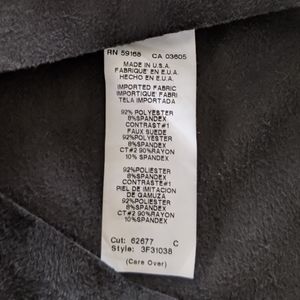 RN 59168 CA 03605
MADE IN U.S.A.
FABRIQUE' EN E.U.A.
HECHO EN E.U.A.
IMPORTED FABRIC
IMPORTIQUE' FABRI
TELA IMPORTADA
92% POLYESTER
8%SPANDEX
CONTRAST#1
FAUX SUEDE
92%POLYESTER
8%SPANDEX
CT#2 90%RAYON
10% SPANDEX
92%POLIESTER
8%SPANDEX
CONTRASTE#1
PIEL DE IMITACION
DE GAMUZA
92%POLIESTER
8%SPANDEX
CT#2 90%RAYON
10%SPANDEX
Cut: 62677 C
Style: 3F31038
(Care Over)